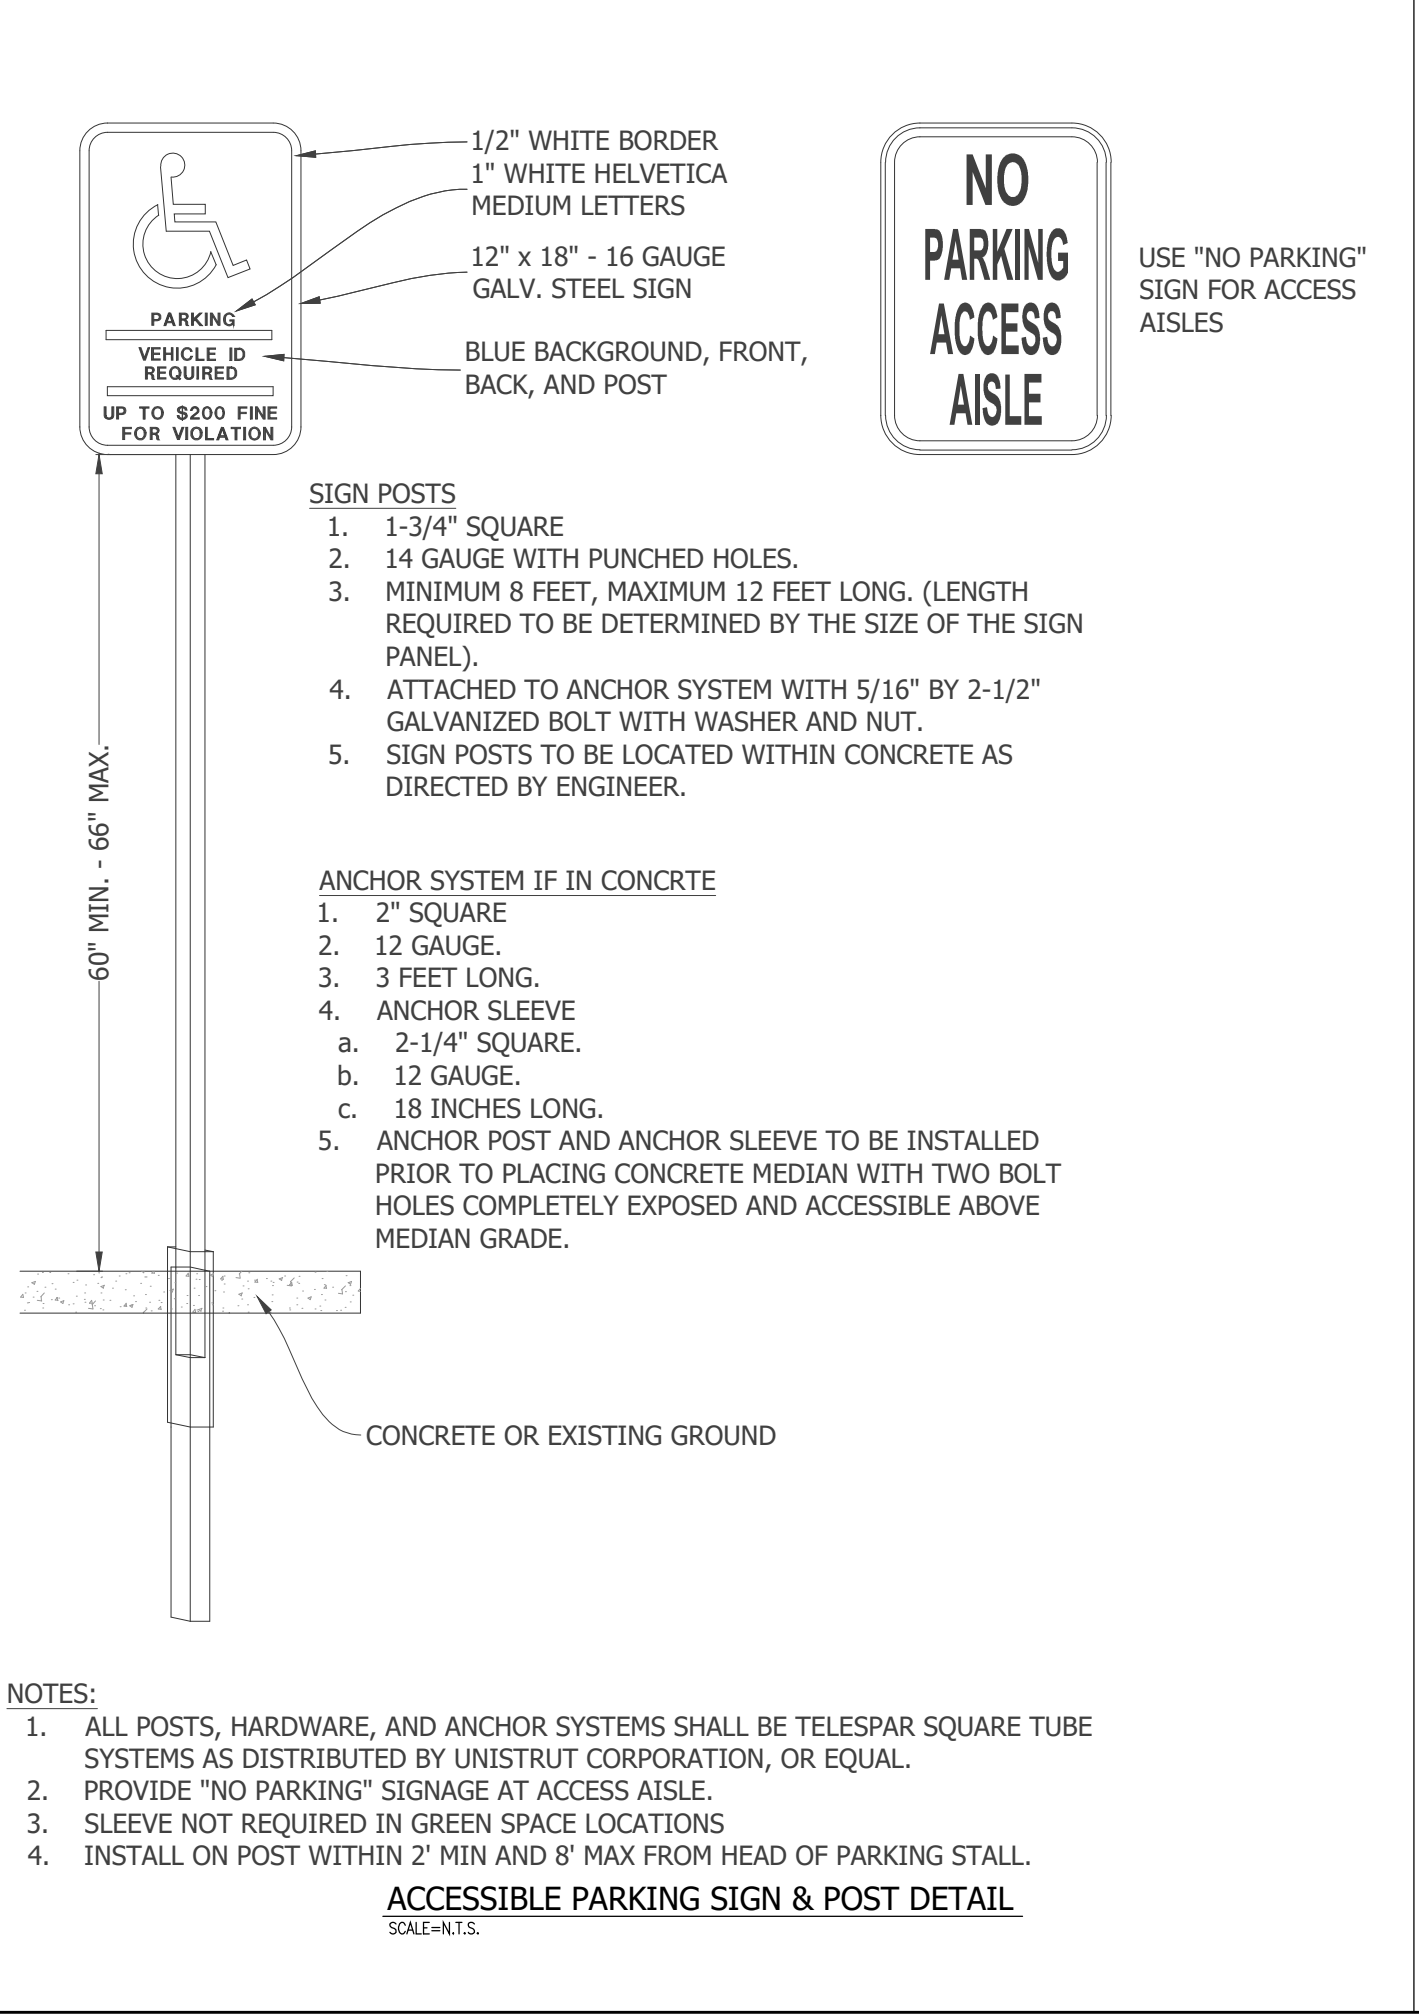 PARKING
VEHICLE ID
REQUIRED
UP TO $200 FINE
FOR VIOLATION
1/2" WHITE BORDER
1" WHITE HELVETICA
MEDIUM LETTERS
12" x 18" - 16 GAUGE
GALV. STEEL SIGN
BLUE BACKGROUND, FRONT,
BACK, AND POST
NO
PARKING
ACCESS
AISLE
USE "NO PARKING"
SIGN FOR ACCESS
AISLES
60" MIN. - 66" MAX.
SIGN POSTS
1. 1-3/4" SQUARE
2. 14 GAUGE WITH PUNCHED HOLES.
3. MINIMUM 8 FEET, MAXIMUM 12 FEET LONG. (LENGTH
REQUIRED TO BE DETERMINED BY THE SIZE OF THE SIGN
PANEL).
4. ATTACHED TO ANCHOR SYSTEM WITH 5/16" BY 2-1/2"
GALVANIZED BOLT WITH WASHER AND NUT.
5. SIGN POSTS TO BE LOCATED WITHIN CONCRETE AS
DIRECTED BY ENGINEER.
ANCHOR SYSTEM IF IN CONCRTE
1. 2" SQUARE
2. 12 GAUGE.
3. 3 FEET LONG.
4. ANCHOR SLEEVE
a. 2-1/4" SQUARE.
b. 12 GAUGE.
c. 18 INCHES LONG.
5. ANCHOR POST AND ANCHOR SLEEVE TO BE INSTALLED
PRIOR TO PLACING CONCRETE MEDIAN WITH TWO BOLT
HOLES COMPLETELY EXPOSED AND ACCESSIBLE ABOVE
MEDIAN GRADE.
CONCRETE OR EXISTING GROUND
NOTES:
1. ALL POSTS, HARDWARE, AND ANCHOR SYSTEMS SHALL BE TELESPAR SQUARE TUBE
SYSTEMS AS DISTRIBUTED BY UNISTRUT CORPORATION, OR EQUAL.
2. PROVIDE "NO PARKING" SIGNAGE AT ACCESS AISLE.
3. SLEEVE NOT REQUIRED IN GREEN SPACE LOCATIONS
4. INSTALL ON POST WITHIN 2' MIN AND 8' MAX FROM HEAD OF PARKING STALL.
ACCESSIBLE PARKING SIGN & POST DETAIL
SCALE=N.T.S.